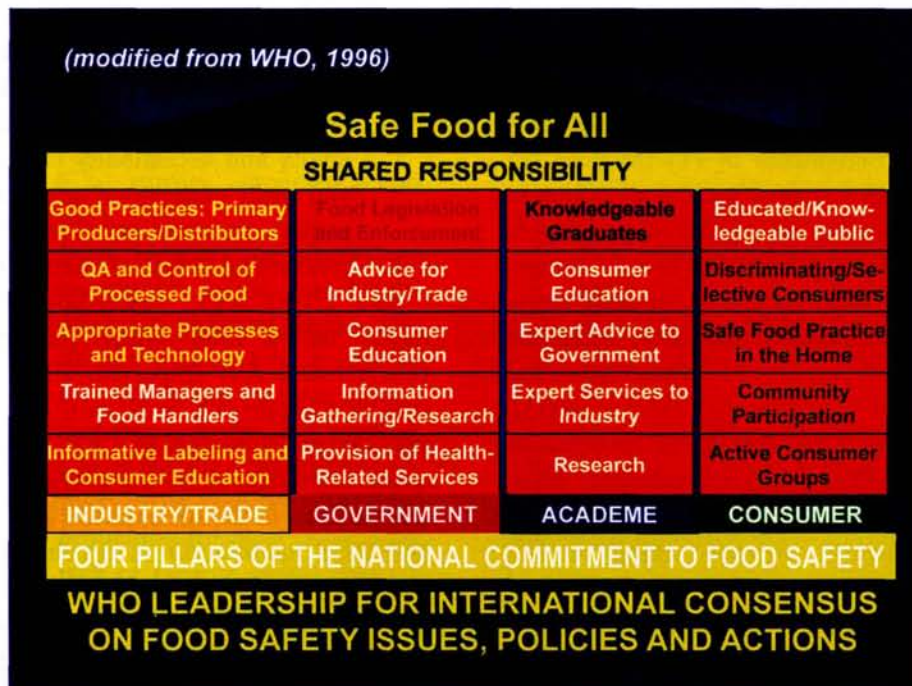 (modified from WHO, 1996)
Safe Food for All
SHARED RESPONSIBILITY
Good Practices: Primary
Producers/Distributors
Food Legislation
and Enforcement
Knowledgeable
Graduates
Educated/Know-
ledgeable Public
QA and Control of
Processed Food
Advice for
Industry/Trade
Consumer
Education
Discriminating/Se-
lective Consumers
Appropriate Processes
and Technology
Consumer
Education
Expert Advice to
Government
Safe Food Practice
in the Home
Trained Managers and
Food Handlers
Information
Gathering/Research
Expert Services to
Industry
Community
Participation
Informative Labeling and
Consumer Education
Provision of Health-
Related Services
Research
Active Consumer
Groups
INDUSTRY/TRADE
GOVERNMENT
ACADEME
CONSUMER
FOUR PILLARS OF THE NATIONAL COMMITMENT TO FOOD SAFETY
WHO LEADERSHIP FOR INTERNATIONAL CONSENSUS
ON FOOD SAFETY ISSUES, POLICIES AND ACTIONS